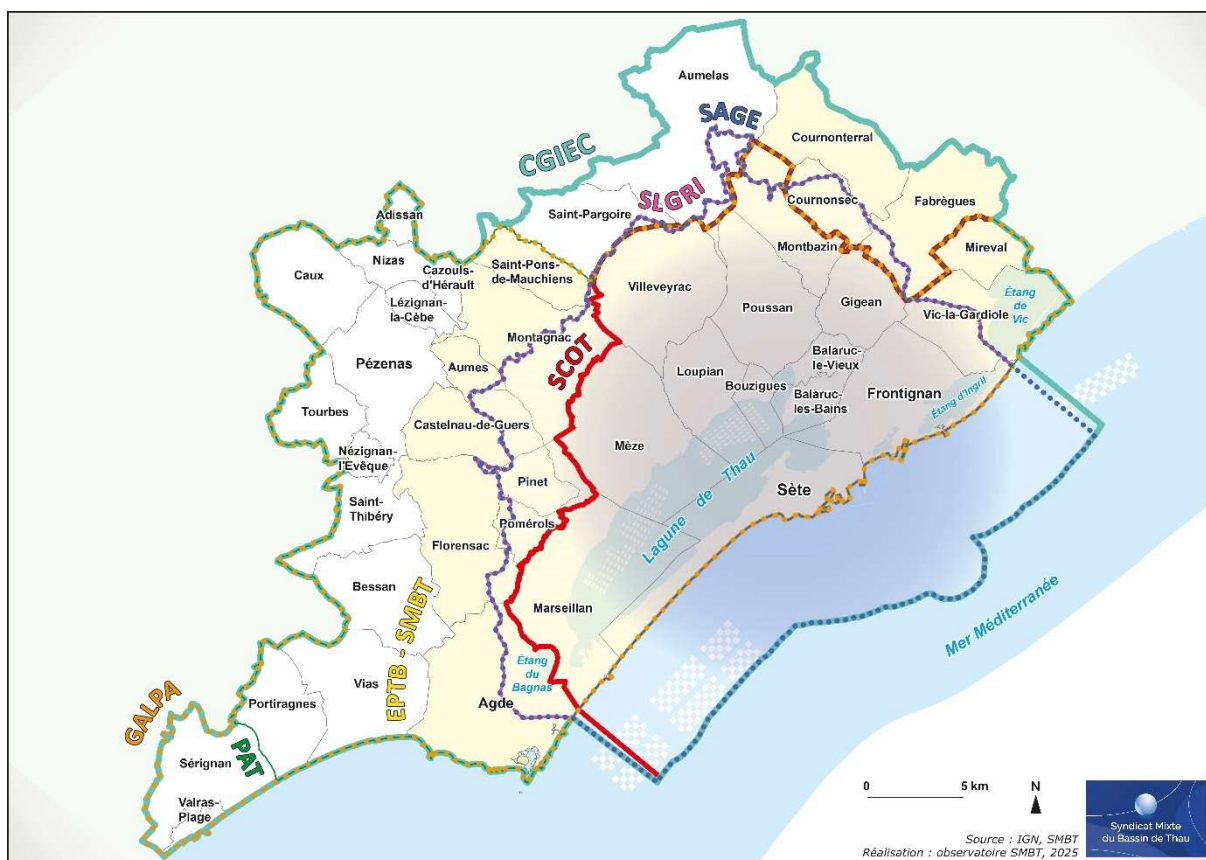 Aumelas
SAGE
Cournonterral
CGIEC
SLGRI
Fabrègues
Saint-Pargoire
Cournonsec
Adissan
Montbazin
Mireval
Nizas
Cazouls-
d'Hérault
Saint-Pons-
de-Mauchiens
Caux
Villeveyrac
Étang
de
Vic
Lézignan-
la-Cèbe
Poussan
Gigean
Vic-la-Gardiole
Montagnac
SCOT
Pézenas
Aumes
Balaruc-
le-Vieux
Loupian
Bouzigues
Frontignan
Étang d'Ingril
Balaruc-
les-Bains
Tourbes
Castelnau-de-Guers
Mèze
Nézignan-
l'Evêque
Pinet
Sète
Saint-
Thibéry
Pomérols
Lagune de Thau
Florensac
Bessan
Marseillan
Mer Méditerranée
EPTB - SMBT
Étang
du
Bagnas
Vias
Agde
Portiragnes
GALPA
PAT
Sérignan
Valras-
Plage
0 5 km
N
Source : IGN, SMBT
Réalisation : observatoire SMBT, 2025
Syndicat Mixte
du Bassin de Thau